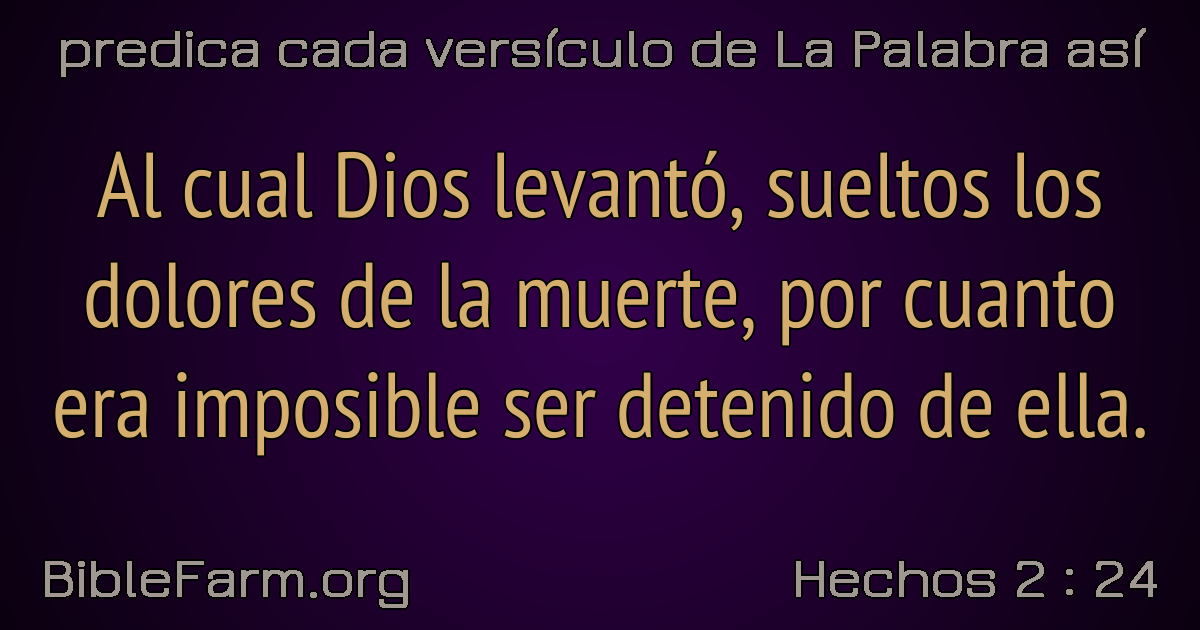 predica cada versículo de La Palabra así
Al cual Dios levantó, sueltos los
dolores de la muerte, por cuanto
era imposible ser detenido de ella.
BibleFarm.org
Hechos 2 : 24